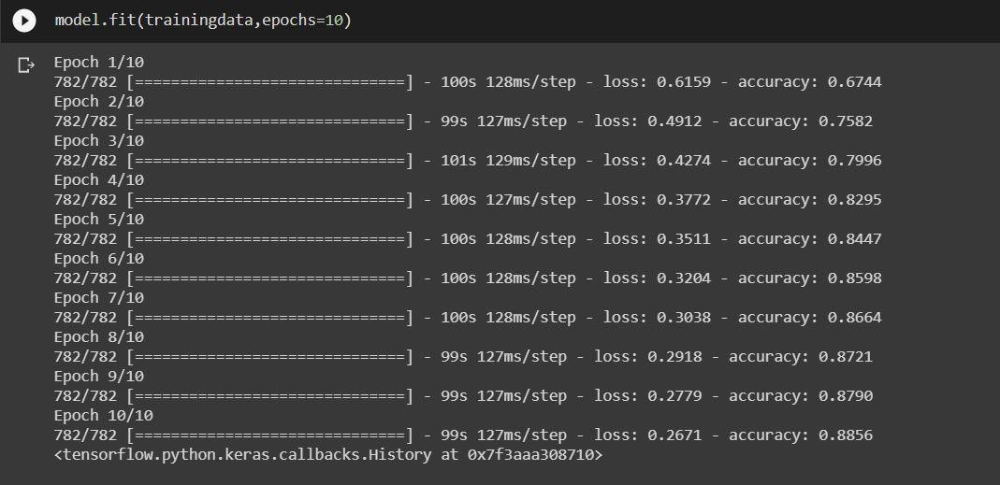 model.fit(trainingdata,epochs=10)
Epoch 1/10
782/782 [==============================] - 100s 128ms/step - loss: 0.6159 - accuracy: 0.6744
Epoch 2/10
782/782 [==============================] - 99s 127ms/step - loss: 0.4912 - accuracy: 0.7582
Epoch 3/10
782/782 [==============================] - 101s 129ms/step - loss: 0.4274 - accuracy: 0.7996
Epoch 4/10
782/782 [==============================] - 100s 127ms/step - loss: 0.3772 - accuracy: 0.8295
Epoch 5/10
782/782 [==============================] - 100s 128ms/step - loss: 0.3511 - accuracy: 0.8447
Epoch 6/10
782/782 [==============================] - 100s 128ms/step - loss: 0.3204 - accuracy: 0.8598
Epoch 7/10
782/782 [==============================] - 100s 128ms/step - loss: 0.3038 - accuracy: 0.8664
Epoch 8/10
782/782 [==============================] - 99s 127ms/step - loss: 0.2918 - accuracy: 0.8721
Epoch 9/10
782/782 [==============================] - 99s 127ms/step - loss: 0.2779 - accuracy: 0.8790
Epoch 10/10
782/782 [==============================] - 99s 127ms/step - loss: 0.2671 - accuracy: 0.8856
<tensorflow.python.keras.callbacks.History at 0x7f3aaa308710>